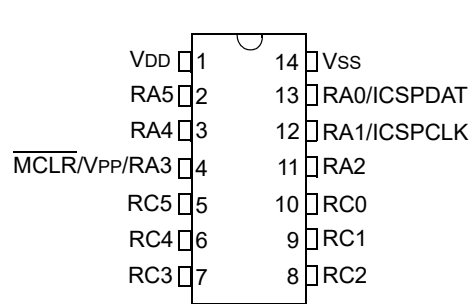 VDD 1 14 VSS
RA5 2 13 RA0/ICSPDAT
RA4 3 12 RA1/ICSPCLK
MCLR/VPP/RA3 4 11 RA2
RC5 5 10 RC0
RC4 6 9 RC1
RC3 7 8 RC2